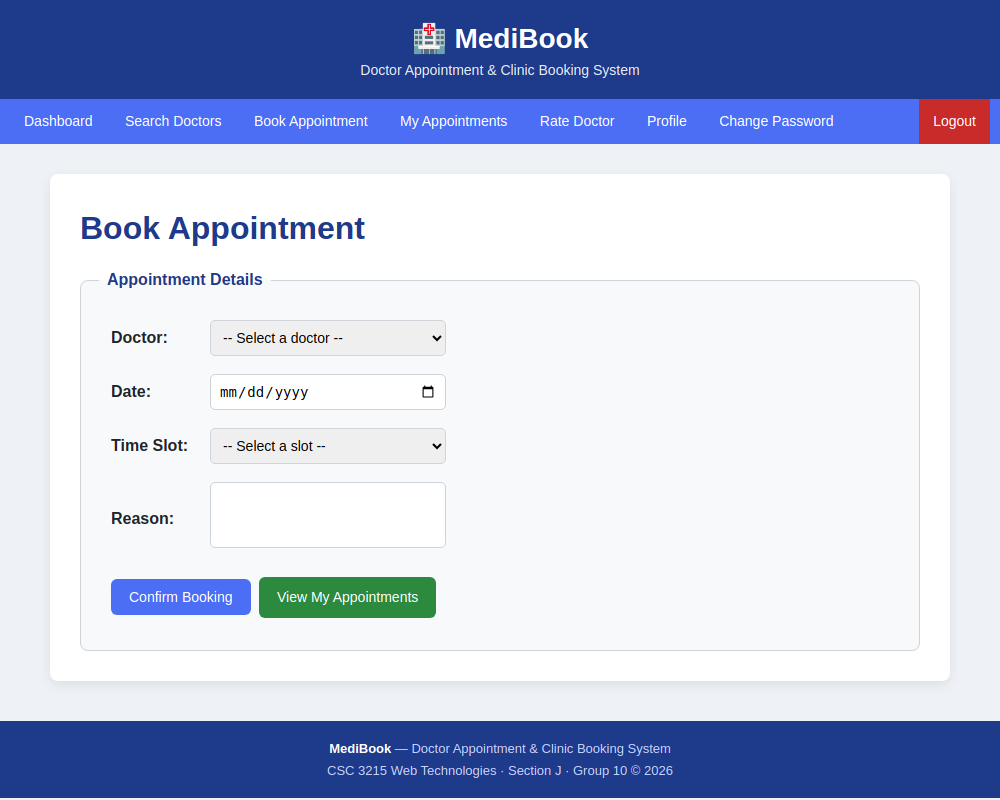 MediBook
Doctor Appointment & Clinic Booking System
Dashboard Search Doctors Book Appointment My Appointments Rate Doctor Profile Change Password Logout
Book Appointment
Appointment Details
Doctor: -- Select a doctor --
Date: mm/dd/yyyy
Time Slot: -- Select a slot --
Reason:
Confirm Booking View My Appointments
MediBook — Doctor Appointment & Clinic Booking System
CSC 3215 Web Technologies · Section J · Group 10 © 2026